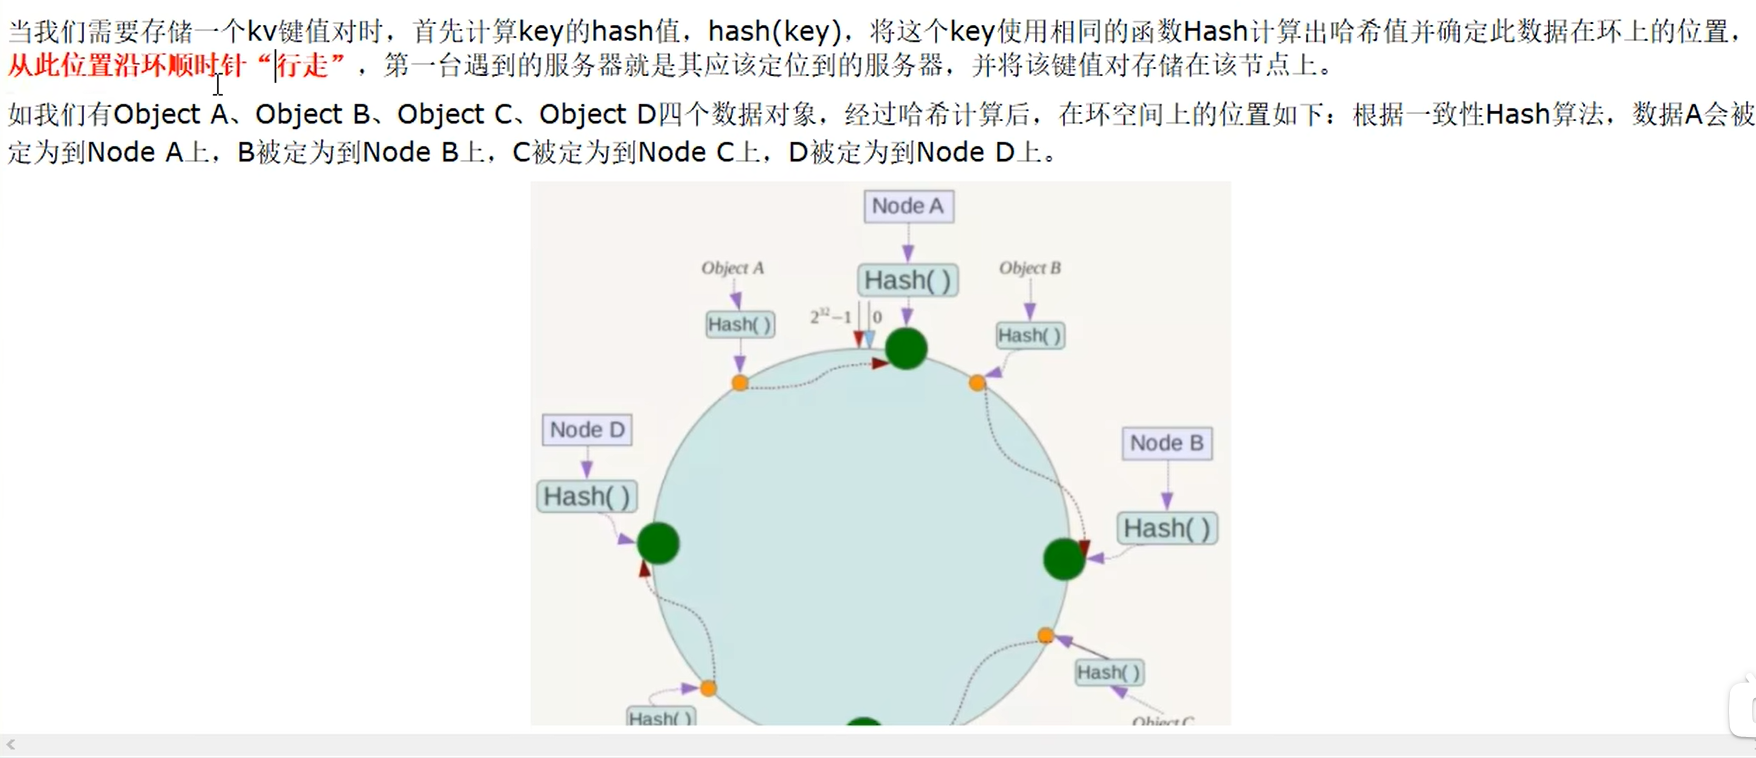 当我们需要存储一个kv键值对时，首先计算key的hash值，hash(key)，将这个key使用相同的函数Hash计算出哈希值并确定此数据在环上的位置，
从此位置沿环顺时针“行走”，第一台遇到的服务器就是其应该定位到的服务器，并将该键值对存储在该节点上。
如我们有Object A、Object B、Object C、Object D四个数据对象，经过哈希计算后，在环空间上的位置如下：根据一致性Hash算法，数据A会被
定为到Node A上，B被定为到Node B上，C被定为到Node C上，D被定为到Node D上。
Node A
Object A
Hash( )
Object B
Hash( )
2³²−1
0
Hash( )
Node D
Node B
Hash( )
Hash( )
Hash( )
Hash( )
Object C